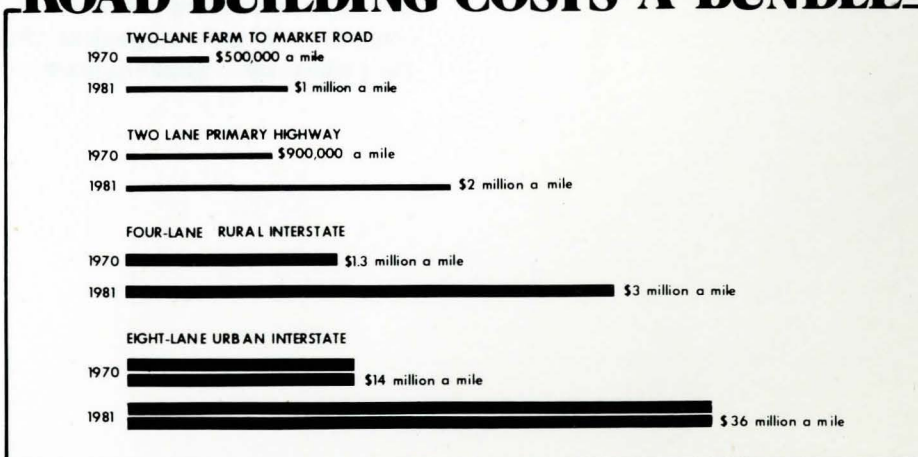 ROAD BUILDING COSTS A BUNDLE
TWO-LANE FARM TO MARKET ROAD
1970 $500,000 a mile
1981 $1 million a mile
TWO LANE PRIMARY HIGHWAY
1970 $900,000 a mile
1981 $2 million a mile
FOUR-LANE RURAL INTERSTATE
1970 $1.3 million a mile
1981 $3 million a mile
EIGHT-LANE URBAN INTERSTATE
1970 $14 million a mile
1981 $36 million a mile